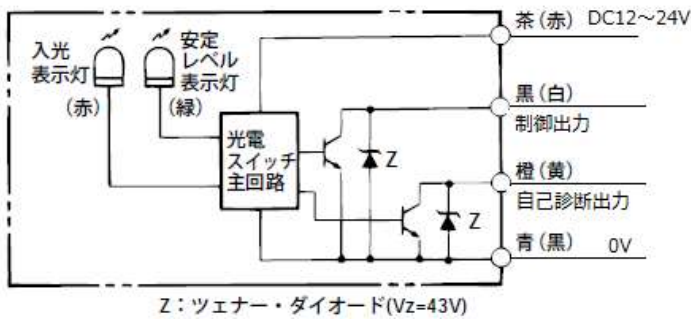 入光
表示灯
(赤)
安定
レベル
表示灯
(緑)
光電
スイッチ
主回路
Z
Z
茶(赤) DC12～24V
黒(白)
制御出力
橙(黄)
自己診断出力
青(黒) 0V
Z：ツェナー・ダイオード(Vz=43V)